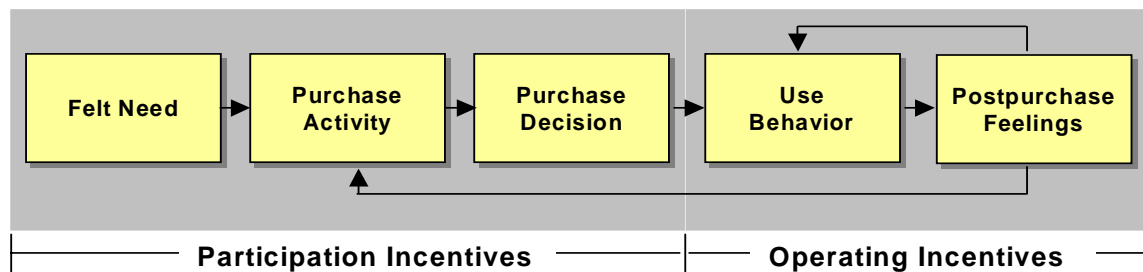 Felt Need
Purchase
Activity
Purchase
Decision
Use
Behavior
Postpurchase
Feelings
Participation Incentives
Operating Incentives